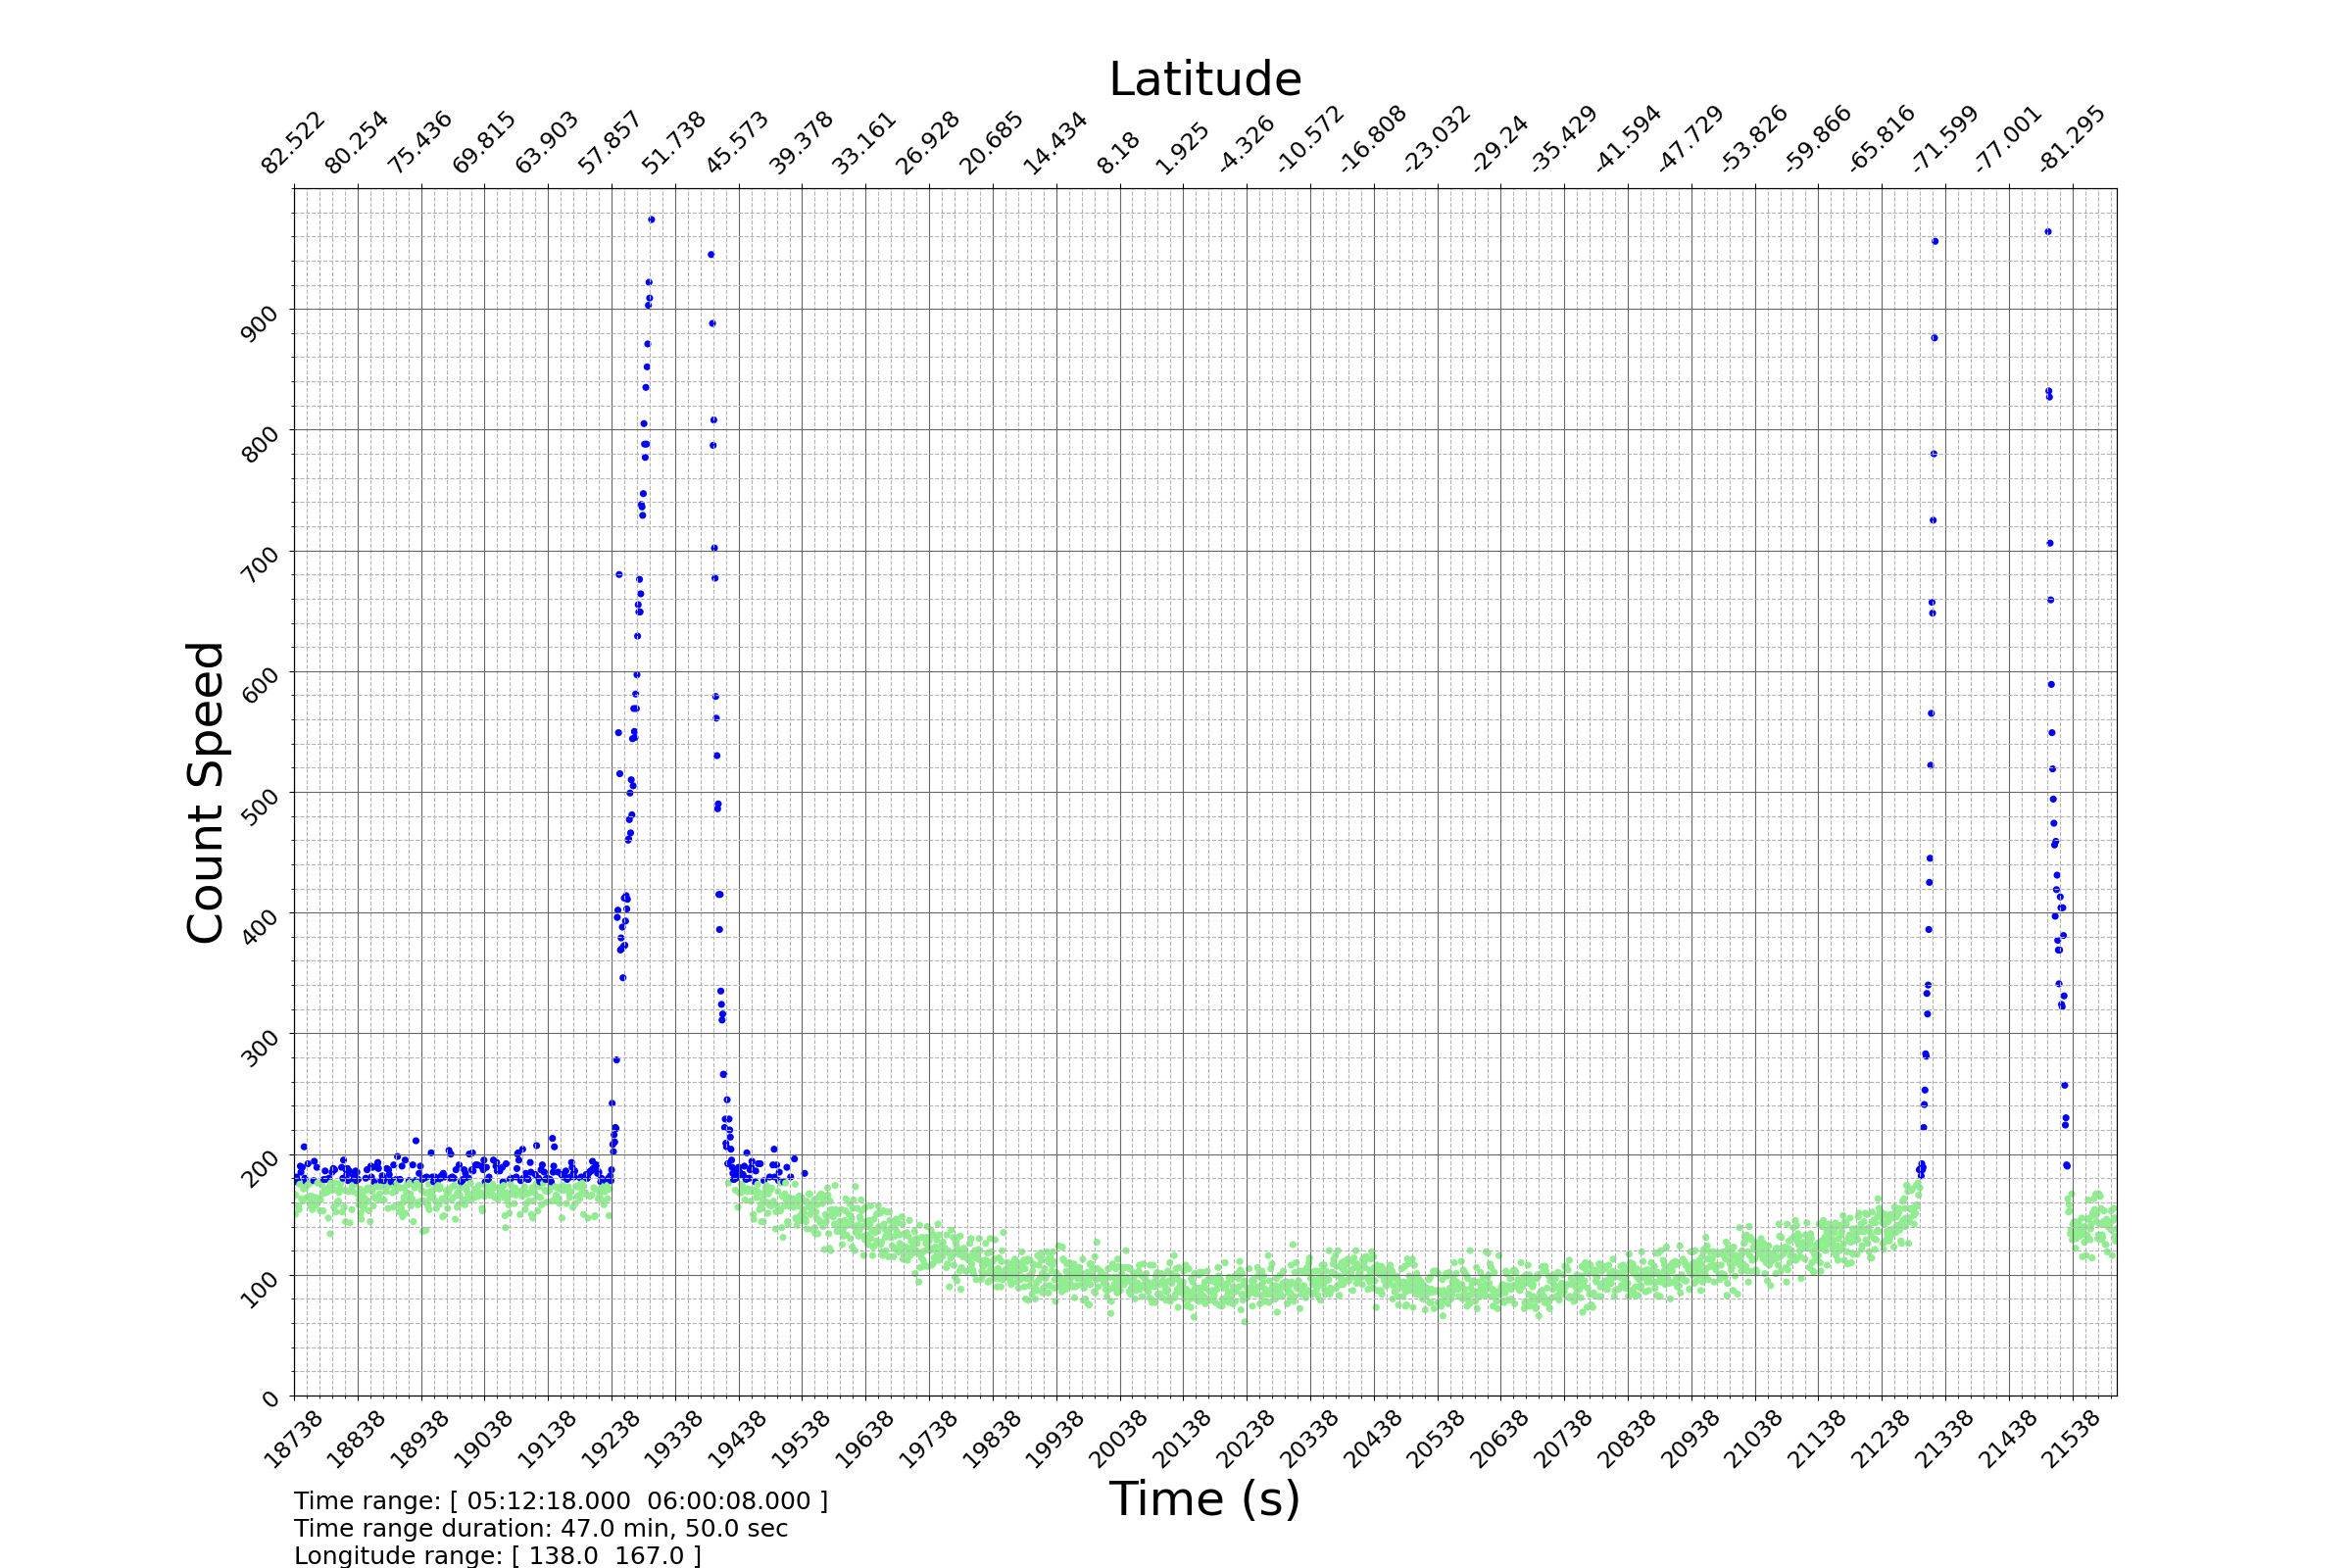 Latitude
82.522 80.254 75.436 69.815 63.903 57.857 51.738 45.573 39.378 33.161 26.928 20.685 14.434 8.18 1.925 -4.326 -10.572 -16.808 -23.032 -29.24 -35.429 -41.594 -47.729 -53.826 -59.866 -65.816 -71.599 -77.001 -81.295
900
800
700
600
500
400
300
200
100
0
Count Speed
18738 18838 18938 19038 19138 19238 19338 19438 19538 19638 19738 19838 19938 20038 20138 20238 20338 20438 20538 20638 20738 20838 20938 21038 21138 21238 21338 21438 21538
Time (s)
Time range: [ 05:12:18.000  06:00:08.000 ]
Time range duration: 47.0 min, 50.0 sec
Longitude range: [ 138.0  167.0 ]